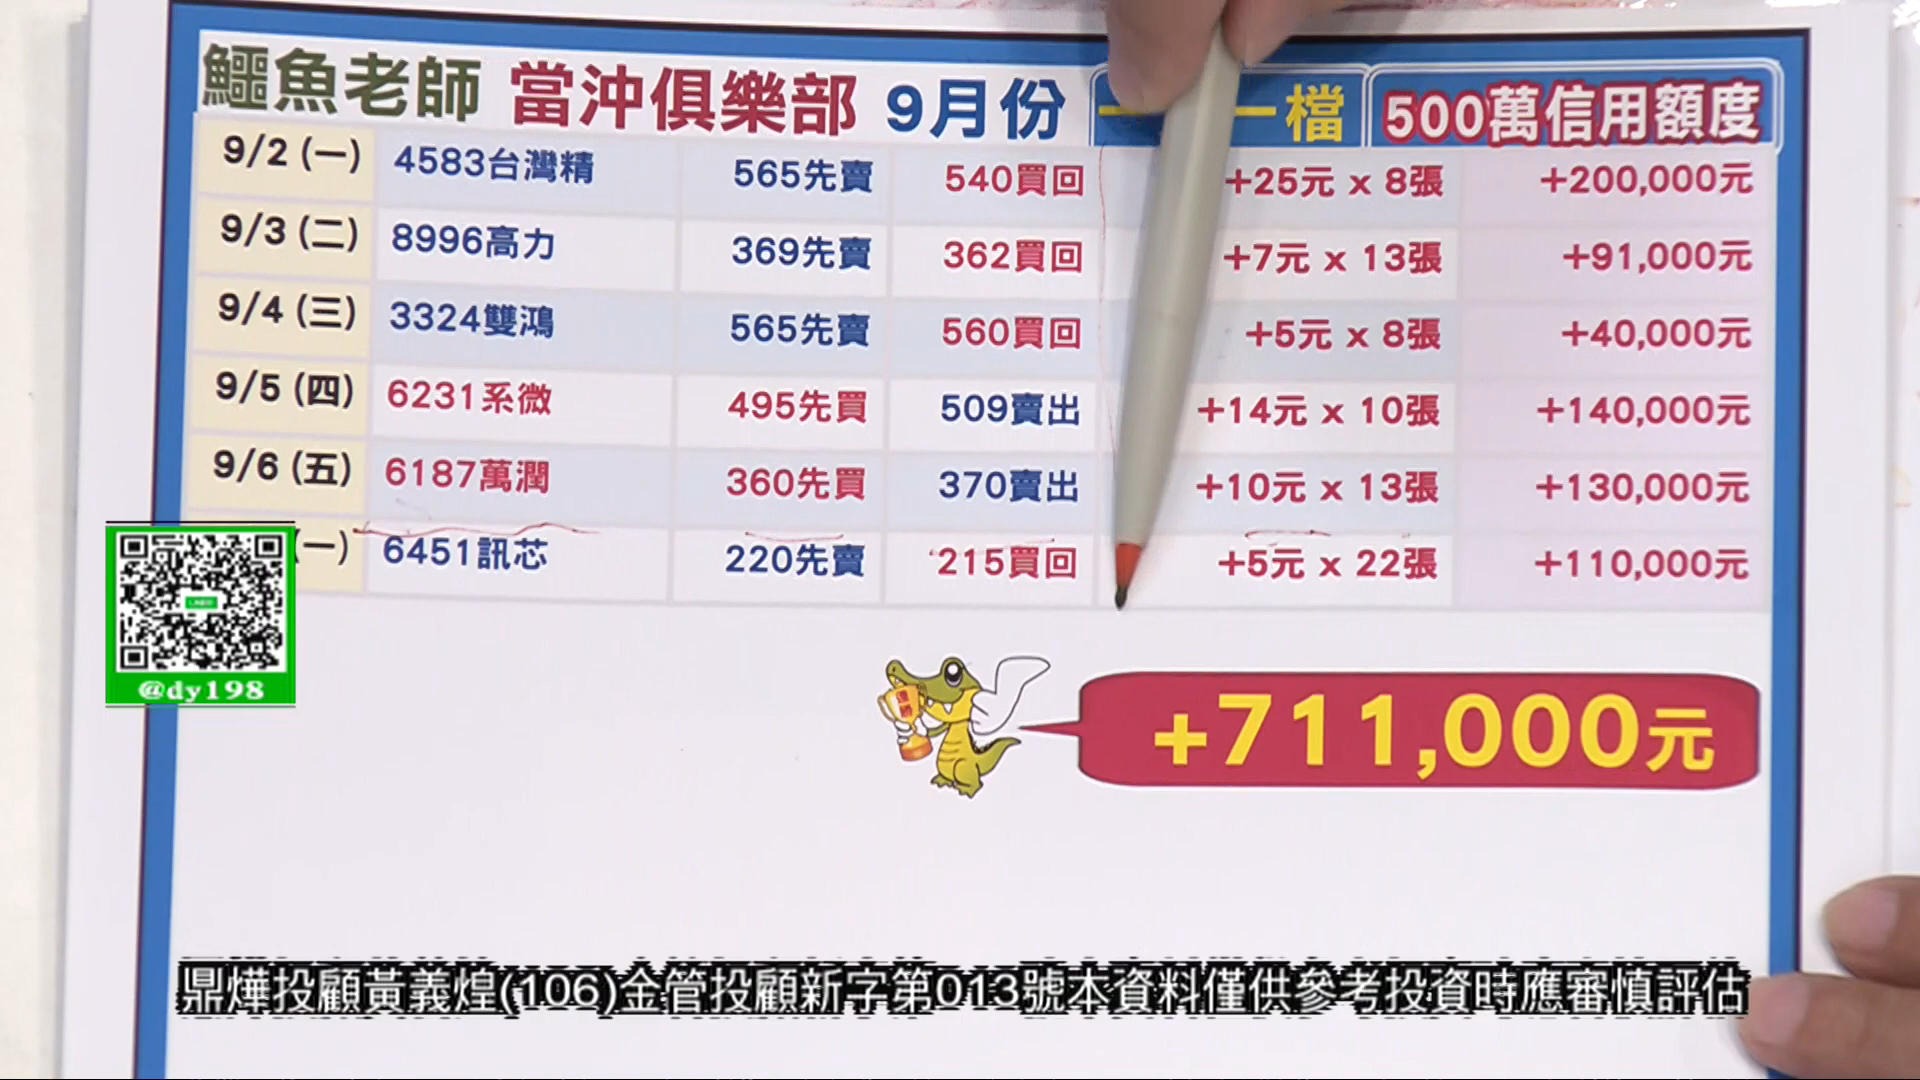 鱷魚老師 當沖俱樂部 9月份 一 一檔 500萬信用額度
9/2 (一) 4583台灣精 565先賣 540買回 +25元 x 8張 +200,000元
9/3 (二) 8996高力 369先賣 362買回 +7元 x 13張 +91,000元
9/4 (三) 3324雙鴻 565先賣 560買回 +5元 x 8張 +40,000元
9/5 (四) 6231系微 495先買 509賣出 +14元 x 10張 +140,000元
9/6 (五) 6187萬潤 360先買 370賣出 +10元 x 13張 +130,000元
(一) 6451訊芯 220先賣 215買回 +5元 x 22張 +110,000元
@dy198
+711,000元
鼎燁投顧黃義煌(106)金管投顧新字第013號本資料僅供參考投資時應審慎評估